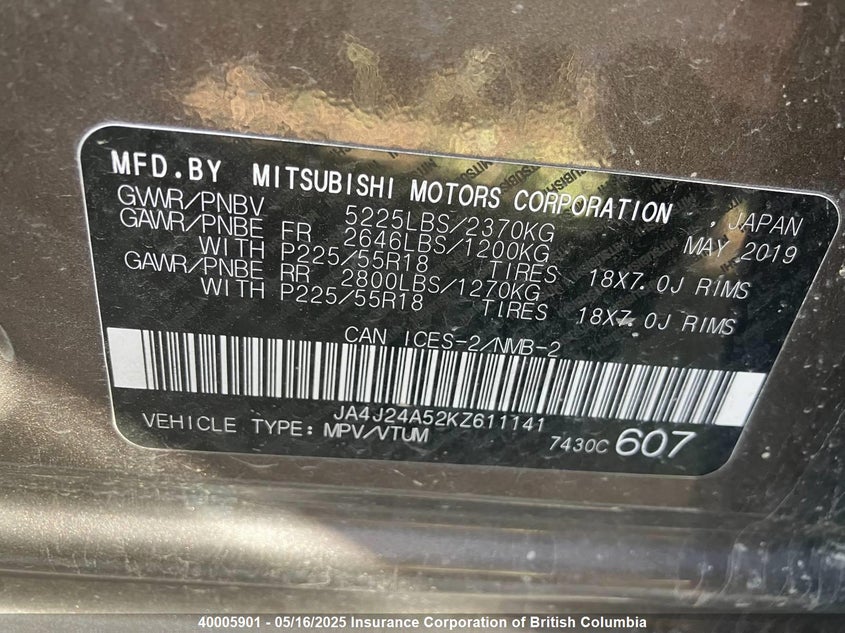 MFD.BY MITSUBISHI MOTORS CORPORATION , JAPAN
GVWR/PNBV 5225LBS/2370KG MAY 2019
GAWR/PNBE FR 2646LBS/1200KG
WITH P225/55R18 TIRES 18X7.0J RIMS
GAWR/PNBE RR 2800LBS/1270KG
WITH P225/55R18 TIRES 18X7.0J RIMS
CAN ICES-2/NMB-2
JA4J24A52KZ611141
VEHICLE TYPE: MPV/VTUM 7430C 607
40005901 - 05/16/2025 Insurance Corporation of British Columbia